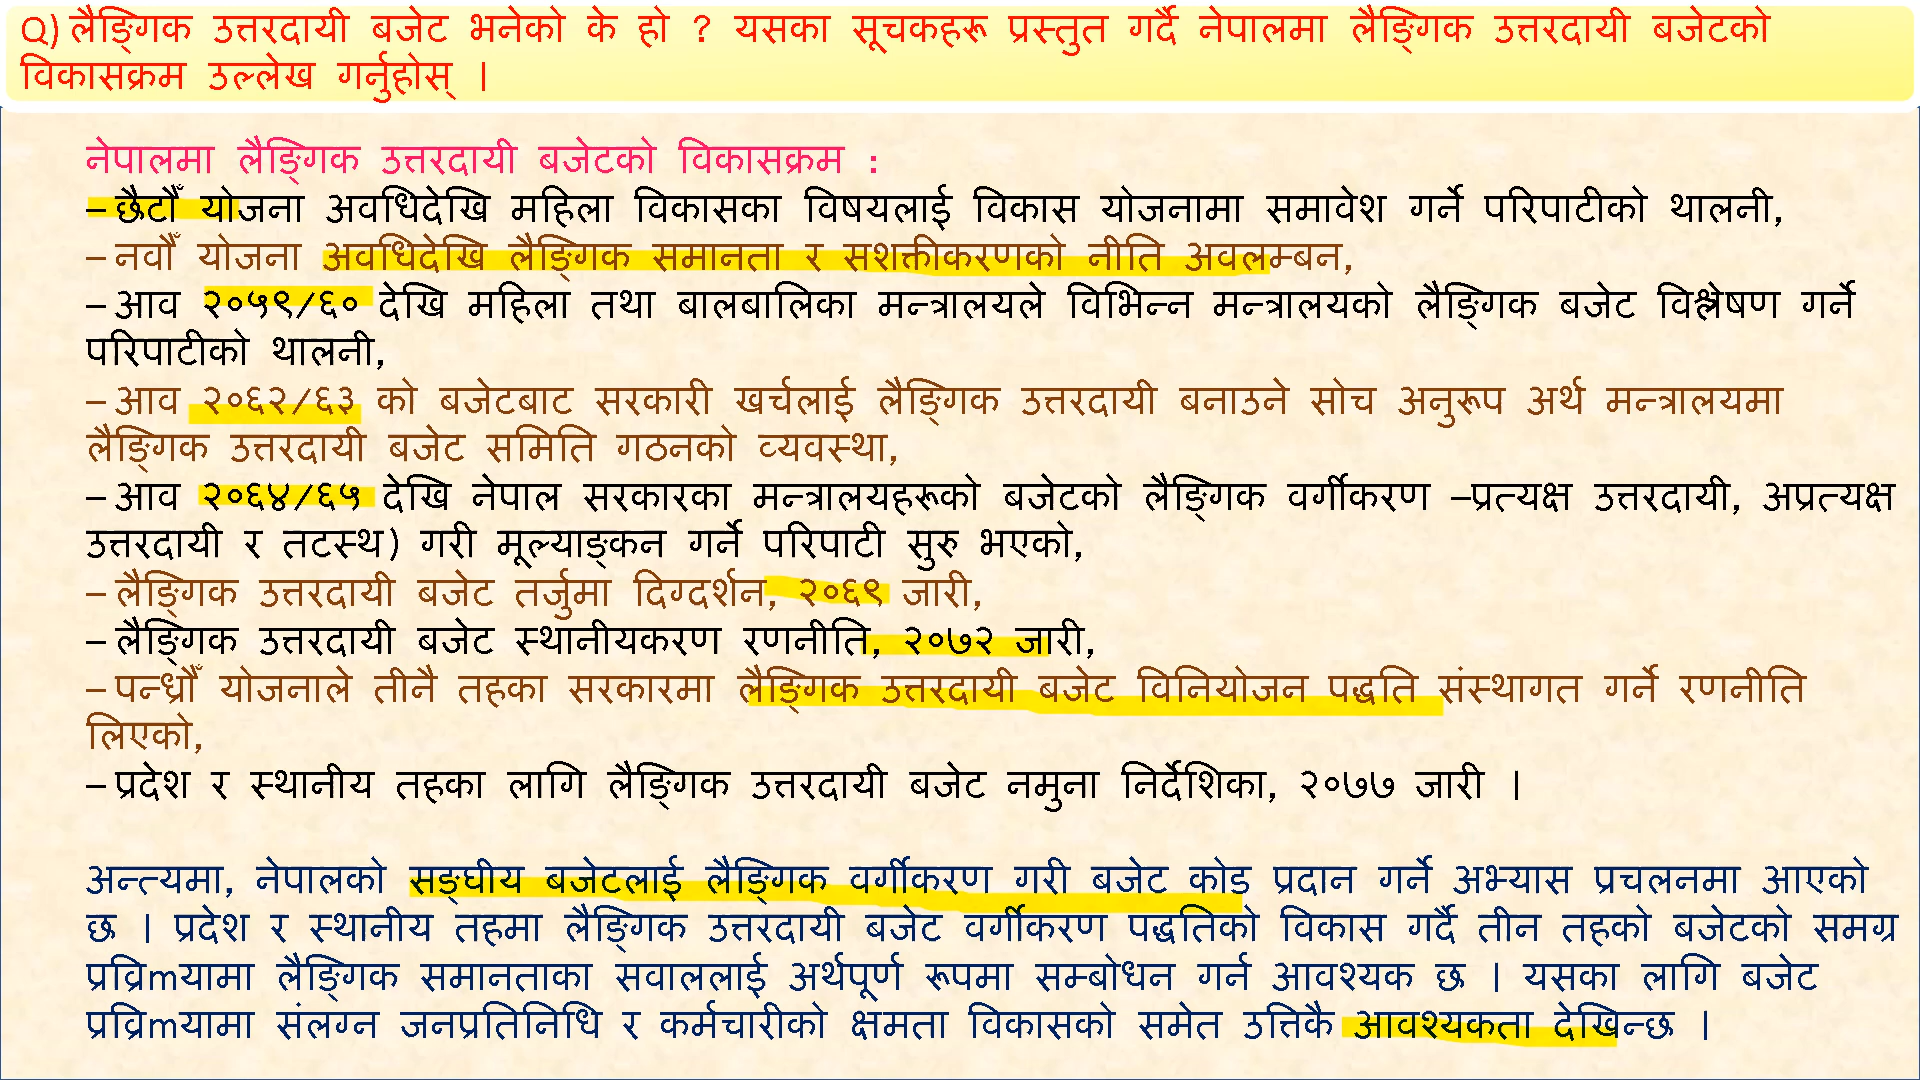 Q) लैङ्गिक उत्तरदायी बजेट भनेको के हो ? यसका सूचकहरू प्रस्तुत गर्दै नेपालमा लैङ्गिक उत्तरदायी बजेटको
विकासक्रम उल्लेख गर्नुहोस् ।
नेपालमा लैङ्गिक उत्तरदायी बजेटको विकासक्रम :
– छैटौँ योजना अवधिदेखि महिला विकासका विषयलाई विकास योजनामा समावेश गर्ने परिपाटीको थालनी,
– नवौँ योजना अवधिदेखि लैङ्गिक समानता र सशक्तीकरणको नीति अवलम्बन,
– आव २०५९/६० देखि महिला तथा बालबालिका मन्त्रालयले विभिन्न मन्त्रालयको लैङ्गिक बजेट विश्लेषण गर्ने
परिपाटीको थालनी,
– आव २०६२/६३ को बजेटबाट सरकारी खर्चलाई लैङ्गिक उत्तरदायी बनाउने सोच अनुरूप अर्थ मन्त्रालयमा
लैङ्गिक उत्तरदायी बजेट समिति गठनको व्यवस्था,
– आव २०६४/६५ देखि नेपाल सरकारका मन्त्रालयहरूको बजेटको लैङ्गिक वर्गीकरण –प्रत्यक्ष उत्तरदायी, अप्रत्यक्ष
उत्तरदायी र तटस्थ) गरी मूल्याङ्कन गर्ने परिपाटी सुरु भएको,
– लैङ्गिक उत्तरदायी बजेट तर्जुमा दिग्दर्शन, २०६९ जारी,
– लैङ्गिक उत्तरदायी बजेट स्थानीयकरण रणनीति, २०७२ जारी,
– पन्ध्रौँ योजनाले तीनै तहका सरकारमा लैङ्गिक उत्तरदायी बजेट विनियोजन पद्धति संस्थागत गर्ने रणनीति
लिएको,
– प्रदेश र स्थानीय तहका लागि लैङ्गिक उत्तरदायी बजेट नमुना निर्देशिका, २०७७ जारी ।
अन्त्यमा, नेपालको सङ्घीय बजेटलाई लैङ्गिक वर्गीकरण गरी बजेट कोड प्रदान गर्ने अभ्यास प्रचलनमा आएको
छ । प्रदेश र स्थानीय तहमा लैङ्गिक उत्तरदायी बजेट वर्गीकरण पद्धतिको विकास गर्दै तीन तहको बजेटको समग्र
प्रव्रिmयामा लैङ्गिक समानताका सवाललाई अर्थपूर्ण रूपमा सम्बोधन गर्न आवश्यक छ । यसका लागि बजेट
प्रव्रिmयामा संलग्न जनप्रतिनिधि र कर्मचारीको क्षमता विकासको समेत उत्तिकै आवश्यकता देखिन्छ ।